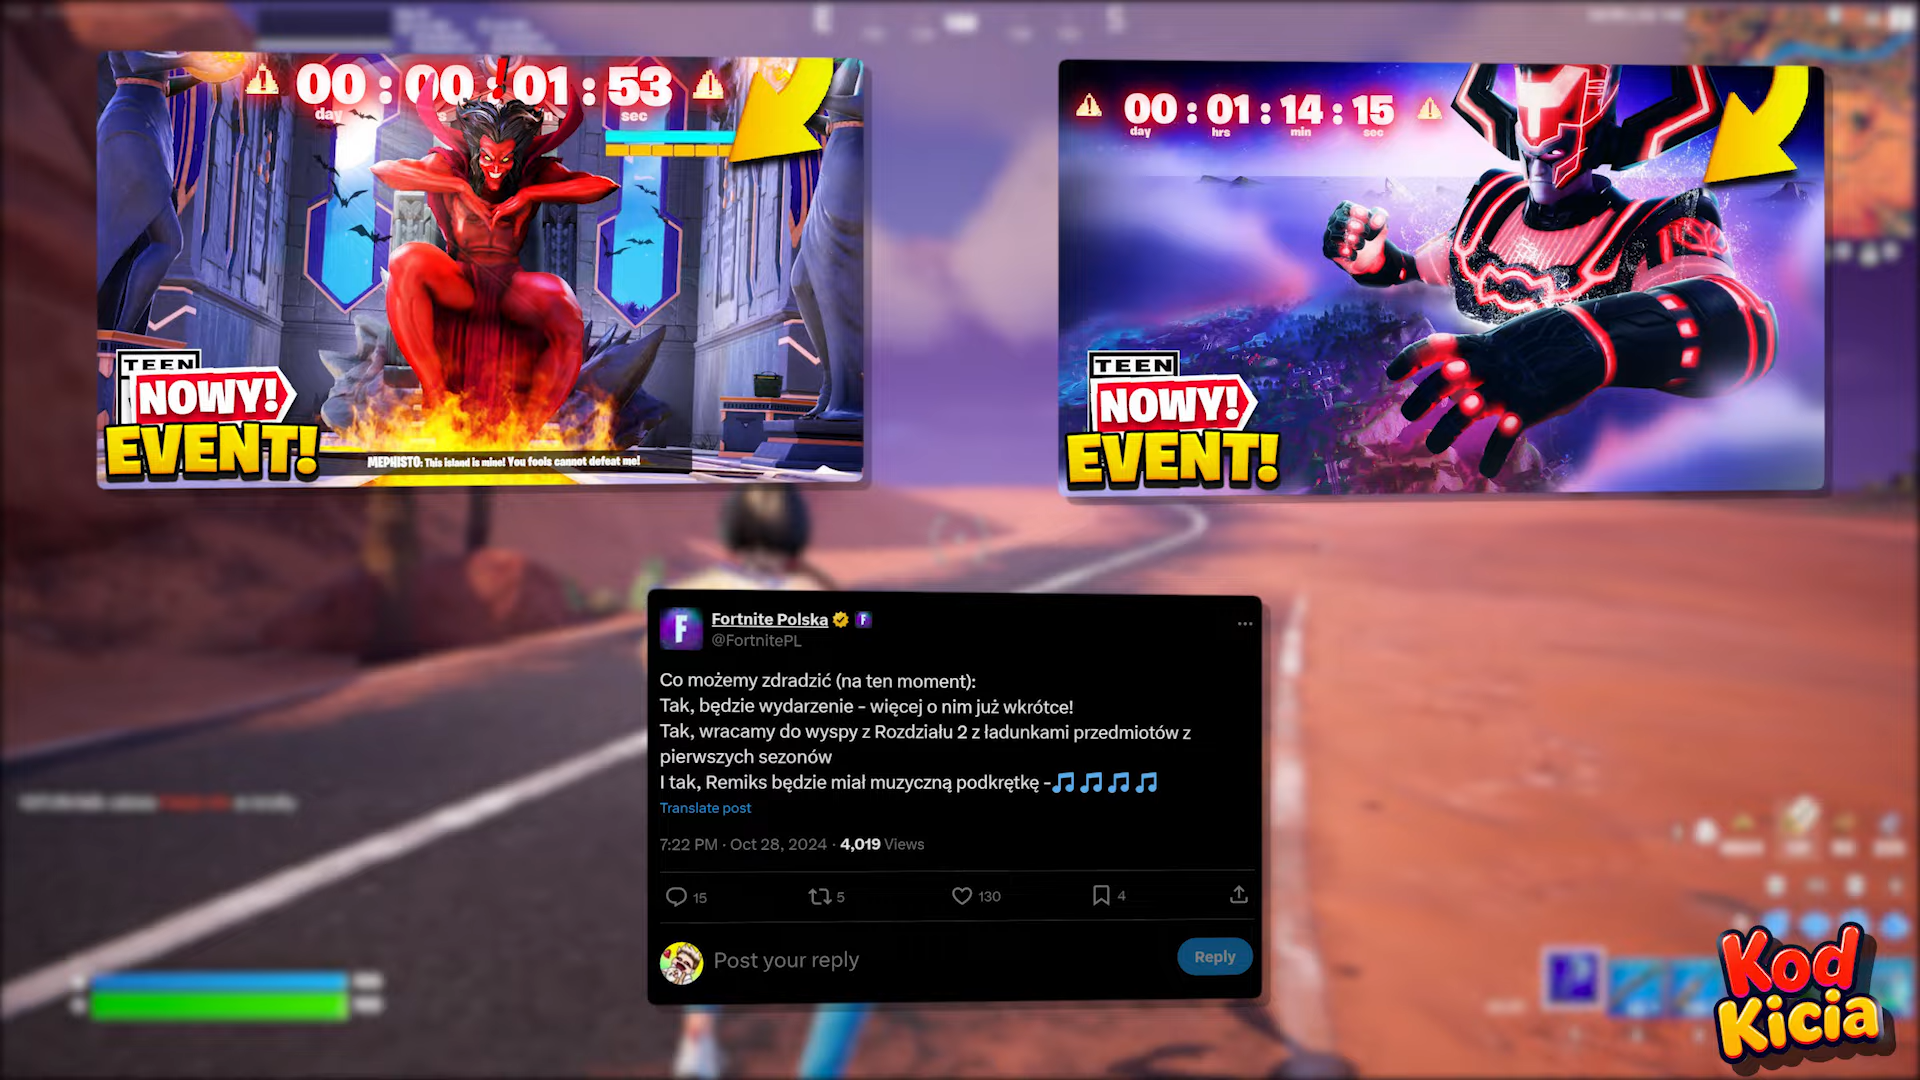 00 : 00 : 01 : 53
day
sec
TEEN
NOWY!
EVENT!
MEPHISTO: This island is mine! You fools cannot defeat me!
00 : 01 : 14 : 15
day hrs min sec
TEEN
NOWY!
EVENT!
Fortnite Polska
@FortnitePL
Co możemy zdradzić (na ten moment):
Tak, będzie wydarzenie - więcej o nim już wkrótce!
Tak, wracamy do wyspy z Rozdziału 2 z ładunkami przedmiotów z
pierwszych sezonów
I tak, Remiks będzie miał muzyczną podkrętkę -🎵🎵🎵🎵
Translate post
7:22 PM · Oct 28, 2024 · 4,019 Views
15 5 130 4
Post your reply
Reply
Kod
Kicia